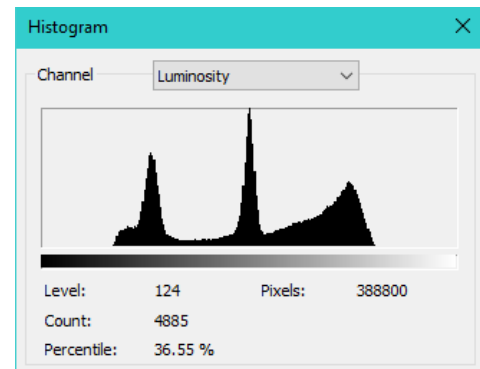 Histogram
Channel Luminosity
Level: 124 Pixels: 388800
Count: 4885
Percentile: 36.55 %